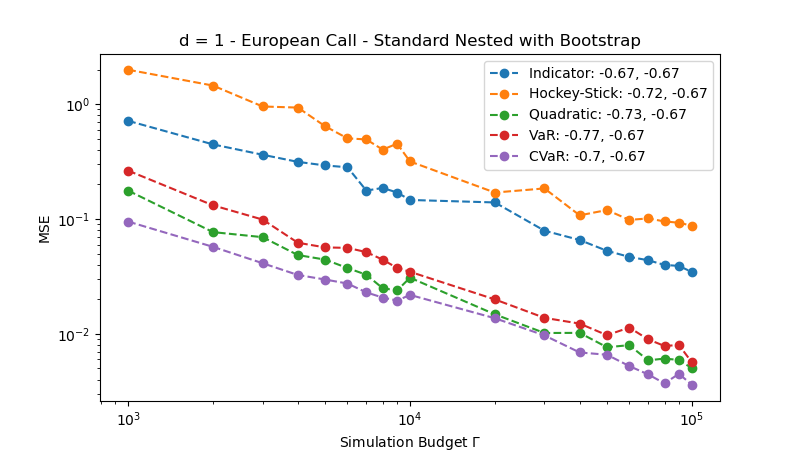 d = 1 - European Call - Standard Nested with Bootstrap
Indicator: -0.67, -0.67
Hockey-Stick: -0.72, -0.67
Quadratic: -0.73, -0.67
VaR: -0.77, -0.67
CVaR: -0.7, -0.67
MSE
10⁰
10⁻¹
10⁻²
10³
10⁴
10⁵
Simulation Budget Γ